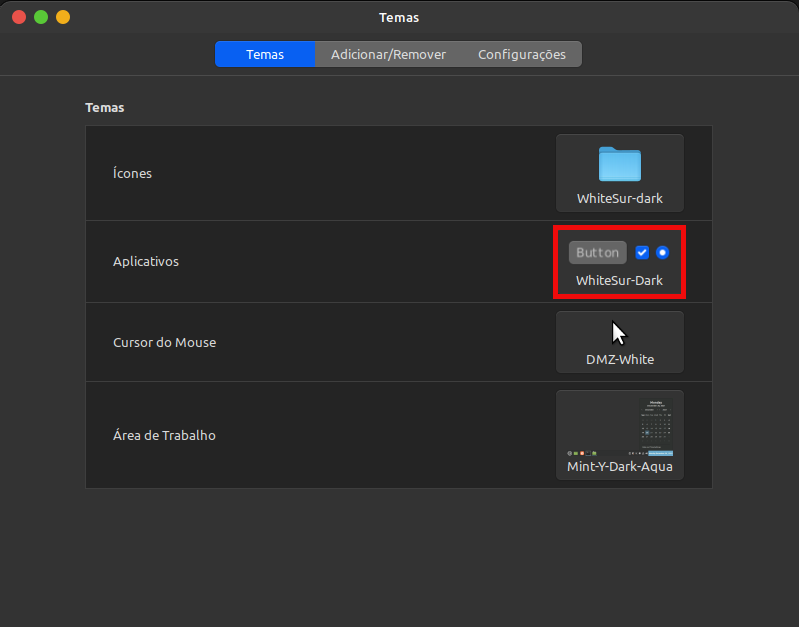 Temas
Temas Adicionar/Remover Configurações
Temas
Ícones
WhiteSur-dark
Aplicativos
Button
WhiteSur-Dark
Cursor do Mouse
DMZ-White
Área de Trabalho
Mint-Y-Dark-Aqua